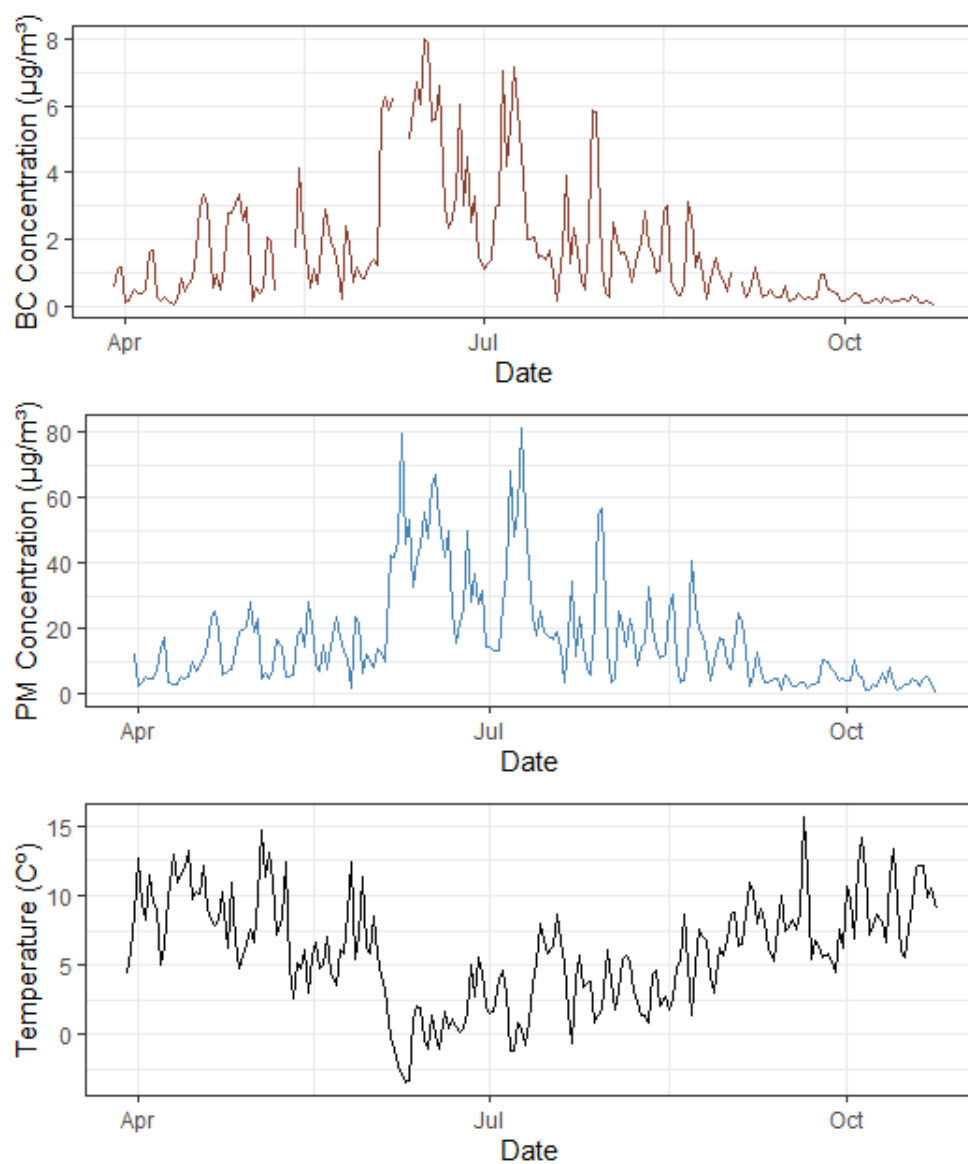 BC Concentration (µg/m³)
8
6
4
2
0
Apr
Jul
Oct
Date
PM Concentration (µg/m³)
80
60
40
20
0
Apr
Jul
Oct
Date
Temperature (Cº)
15
10
5
0
Apr
Jul
Oct
Date